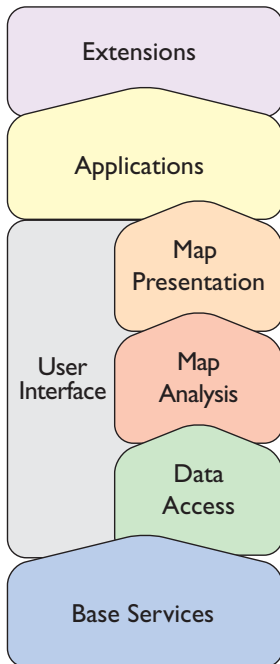 Extensions
Applications
Map
Presentation
User
Interface
Map
Analysis
Data
Access
Base Services